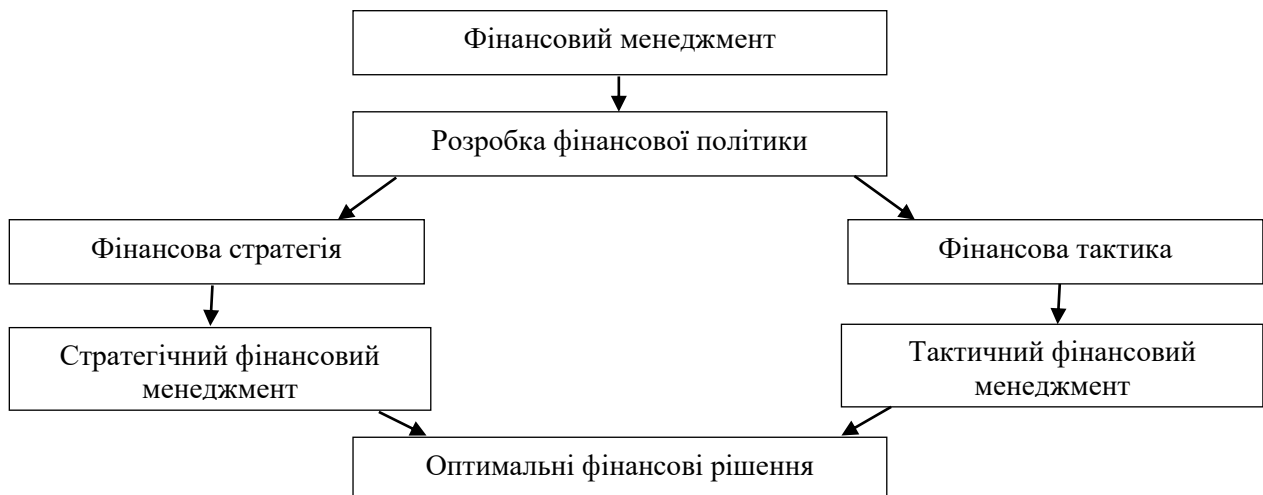 Фінансовий менеджмент
Розробка фінансової політики
Фінансова стратегія
Фінансова тактика
Стратегічний фінансовий
менеджмент
Тактичний фінансовий
менеджмент
Оптимальні фінансові рішення